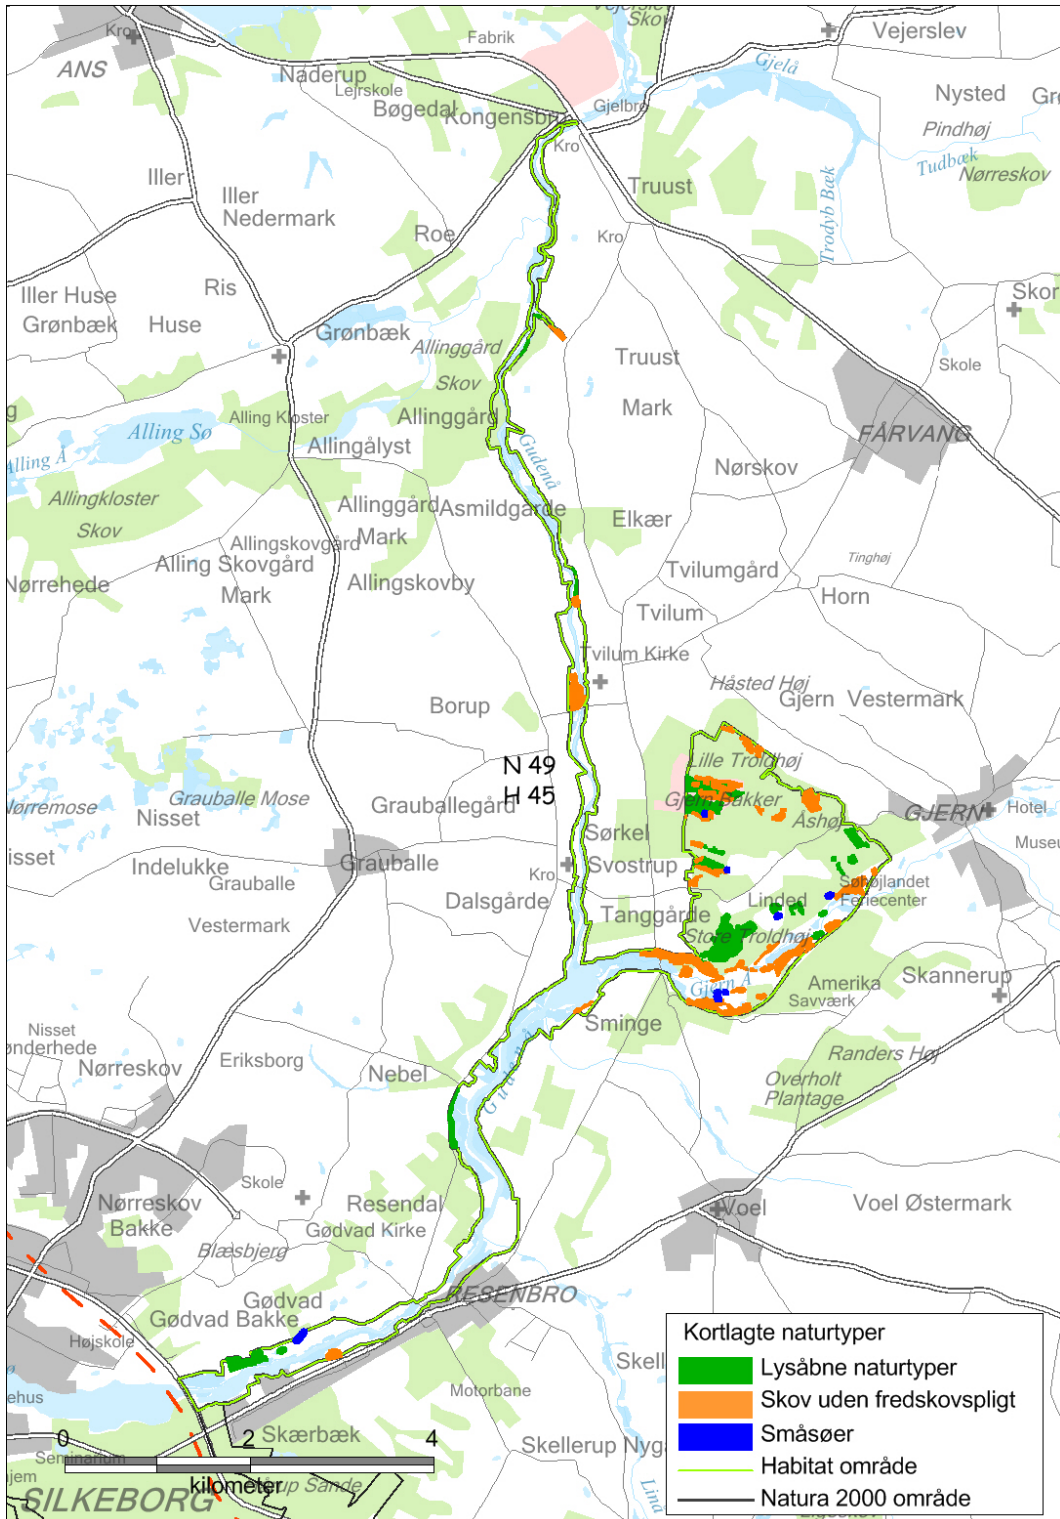 Kro
ANS
Fabrik
Skov
Vejerslev
Naderup
Lejrskole
Bøgedal
Gjelå
Gjelbro
Nysted
Pindhøj
Kro
Tudbæk
Nørreskov
Iller
Truust
Iller
Nedermark
Roe
Kro
Trodyb Bæk
Ris
Iller Huse
Grønbæk
Huse
Grønbæk
Allinggård
Skov
Truust
Mark
Skole
Alling Kloster
Allinggård
Alling Sø
Alling Å
Allingålyst
Gudenå
FÅRVANG
Nørskov
Allingkloster
Skov
Allinggård
Mark
Asmildgårde
Elkær
Allingskovgård
Alling Skovgård
Mark
Nørrehede
Allingskovby
Tinghøj
Tvilumgård
Horn
Tvilum
Tvilum Kirke
Håsted Høj
Gjern Vestermark
Borup
N 49
H 45
Lille Troldhøj
Gjern Bakker
Åshøj
GJERN
Hotel
Grauballe Mose
Nisset
Grauballegård
Sørkel
Indelukke
Grauballe
Grauballe
Kro
Svostrup
Søhøjlandet
Feriecenter
Vestermark
Dalsgårde
Tanggårde
Linded
Store Troldhøj
Gjern Å
Amerika
Savværk
Skannerup
Nisset
Nørreskov
Eriksborg
Nebel
Gudenå
Sminge
Randers Høj
Overholt
Plantage
Skole
Nørreskov
Bakke
Resendal
Gødvad Kirke
Blæsbjerg
Voel
Voel Østermark
Gødvad
Gødvad Bakke
RESENBRO
Højskole
Motorbane
Skærbæk
Seminarium
SILKEBORG
Linå
0 2 4
kilometer
Kortlagte naturtyper
Lysåbne naturtyper
Skov uden fredskovspligt
Småsøer
Habitat område
Natura 2000 område